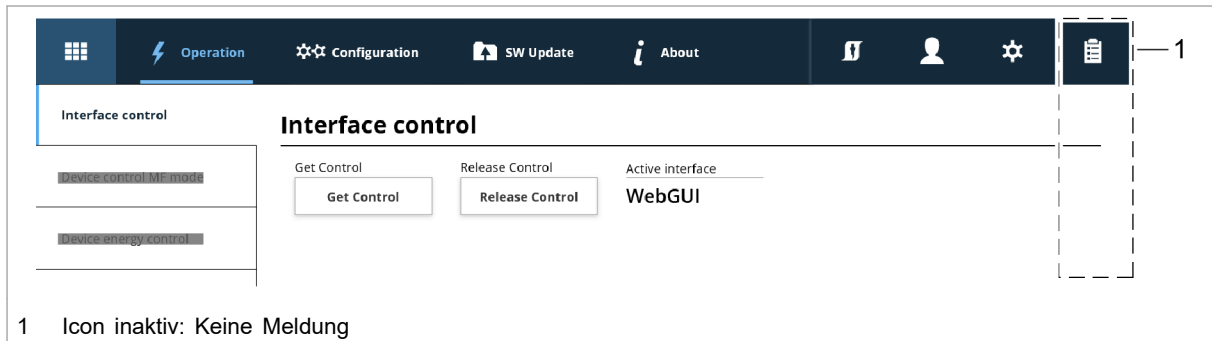 Operation
Configuration
SW Update
About
1
Interface control
Interface control
Device control MF mode
Device energy control
Get Control
Release Control
Active interface
Get Control
Release Control
WebGUI
1 Icon inaktiv: Keine Meldung